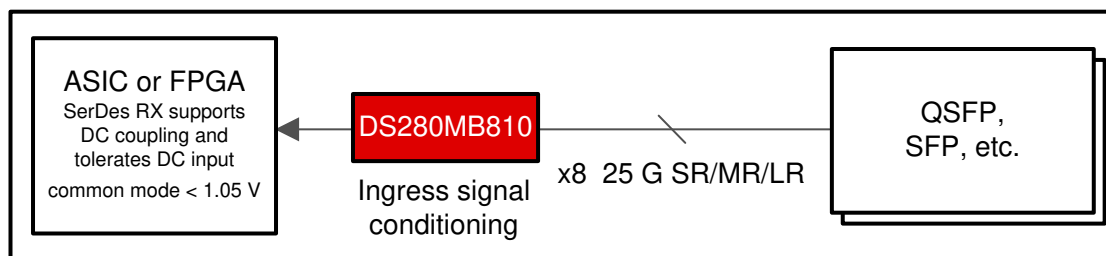 ASIC or FPGA
SerDes RX supports
DC coupling and
tolerates DC input
common mode < 1.05 V
DS280MB810
Ingress signal
conditioning
x8 25 G SR/MR/LR
QSFP,
SFP, etc.